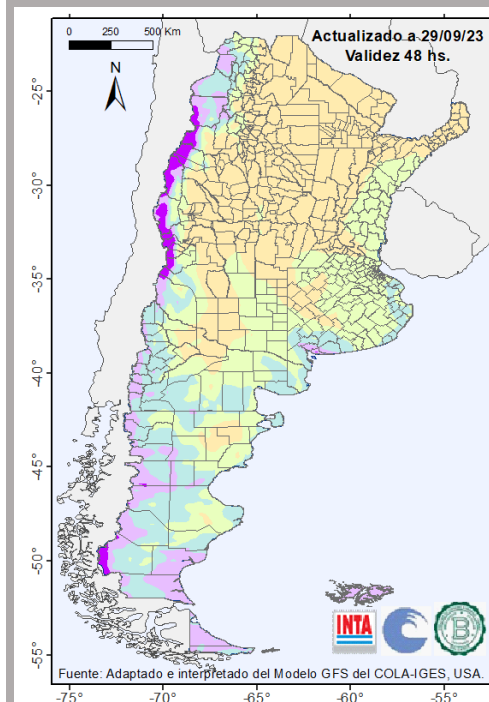 0 250 500 Km
Actualizado a 29/09/23
Validez 48 hs.
N
-25°
-30°
-35°
-40°
-45°
-50°
-55°
INTA
B
Fuente: Adaptado e interpretado del Modelo GFS del COLA-IGES, USA.
-75° -70° -65° -60° -55°